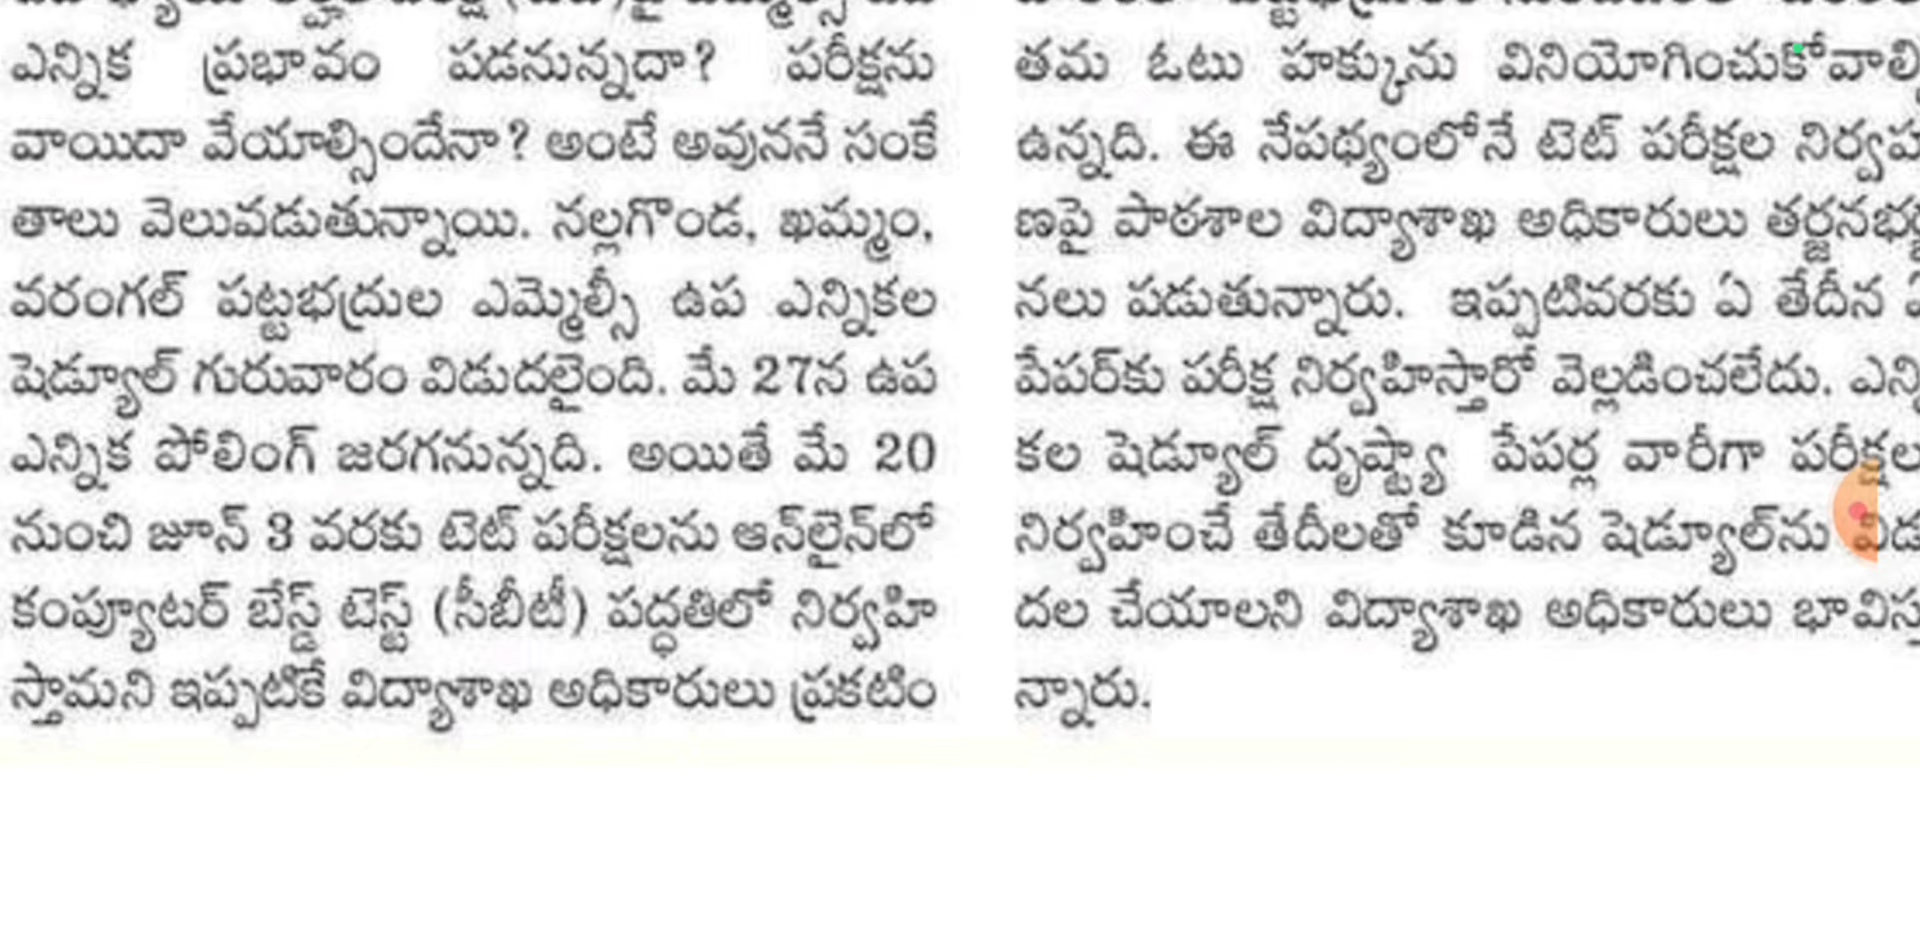 ఎన్నిక ప్రభావం పడనున్నదా? పరీక్షను
వాయిదా వేయాల్సిందేనా? అంటే అవుననే సంకే
తాలు వెలువడుతున్నాయి. నల్లగొండ, ఖమ్మం,
వరంగల్ పట్టభద్రుల ఎమ్మెల్సీ ఉప ఎన్నికల
షెడ్యూల్ గురువారం విడుదలైంది. మే 27న ఉప
ఎన్నిక పోలింగ్ జరగనున్నది. అయితే మే 20
నుంచి జూన్ 3 వరకు టెట్ పరీక్షలను ఆన్‌లైన్‌లో
కంప్యూటర్ బేస్డ్ టెస్ట్ (సీబీటీ) పద్ధతిలో నిర్వహి
స్తామని ఇప్పటికే విద్యాశాఖ అధికారులు ప్రకటిం
తమ ఓటు హక్కును వినియోగించుకోవాల్సి
ఉన్నది. ఈ నేపథ్యంలోనే టెట్ పరీక్షల నిర్వహ
ణపై పాఠశాల విద్యాశాఖ అధికారులు తర్జనభర్జ
నలు పడుతున్నారు. ఇప్పటివరకు ఏ తేదీన
పేపర్‌కు పరీక్ష నిర్వహిస్తారో వెల్లడించలేదు. ఎన్ని
కల షెడ్యూల్ దృష్ట్యా పేపర్ల వారీగా పరీక్షల
నిర్వహించే తేదీలతో కూడిన షెడ్యూల్‌ను విడ
దల చేయాలని విద్యాశాఖ అధికారులు భావిస్త
న్నారు.